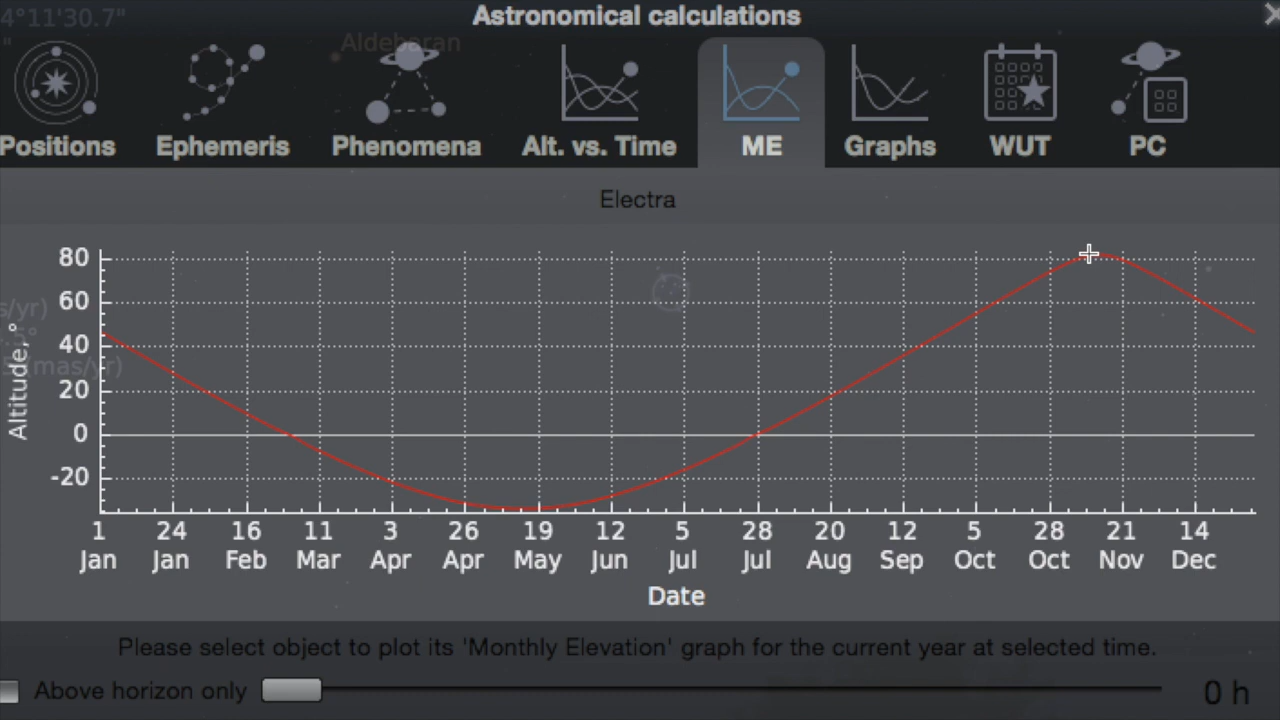 4°11'30.7"
Astronomical calculations
"
Aldebaran
Positions Ephemeris Phenomena Alt. vs. Time ME Graphs WUT PC
Electra
80
60
s/yr)
40
(mas/yr)
20
0
-20
Altitude, °
1 24 16 11 3 26 19 12 5 28 20 12 5 28 21 14
Jan Jan Feb Mar Apr Apr May Jun Jul Jul Aug Sep Oct Oct Nov Dec
Date
Please select object to plot its 'Monthly Elevation' graph for the current year at selected time.
Above horizon only 0 h